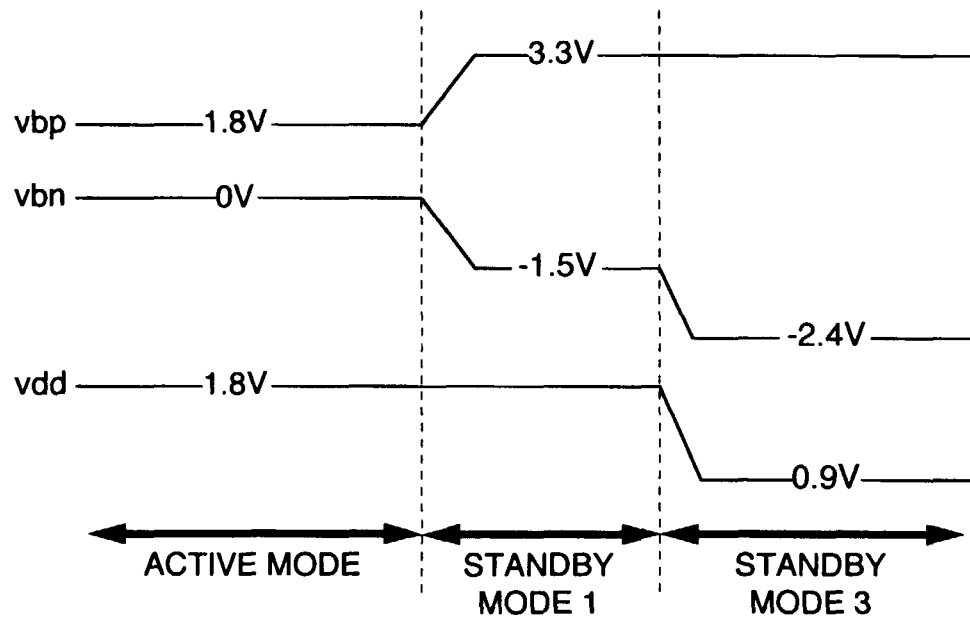 3.3V
vbp 1.8V
vbn 0V
-1.5V
-2.4V
vdd 1.8V
0.9V
ACTIVE MODE
STANDBY
MODE 1
STANDBY
MODE 3